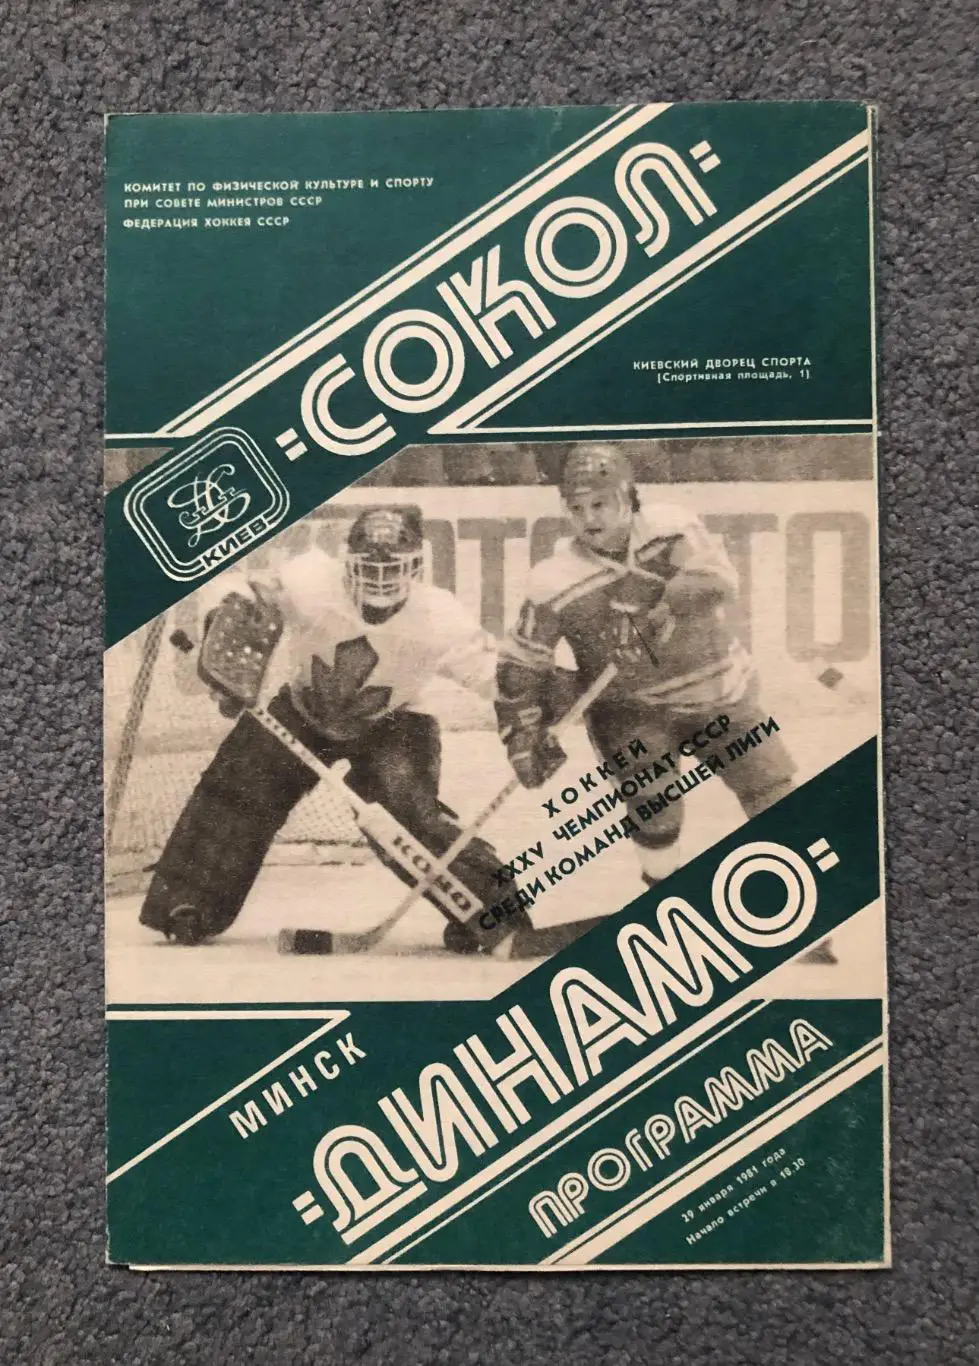 КОМИТЕТ ПО ФИЗИЧЕСКОЙ КУЛЬТУРЕ И СПОРТУ
ПРИ СОВЕТЕ МИНИСТРОВ СССР
ФЕДЕРАЦИЯ ХОККЕЯ СССР
"СОКОЛ"
КИЕВ
КИЕВСКИЙ ДВОРЕЦ СПОРТА
(Спортивная площадь, 1)
KOHO
ХОККЕЙ
XXXV ЧЕМПИОНАТ СССР
СРЕДИ КОМАНД ВЫСШЕЙ ЛИГИ
МИНСК
"ДИНАМО"
ПРОГРАММА
29 января 1981 года
Начало встречи в 18.30